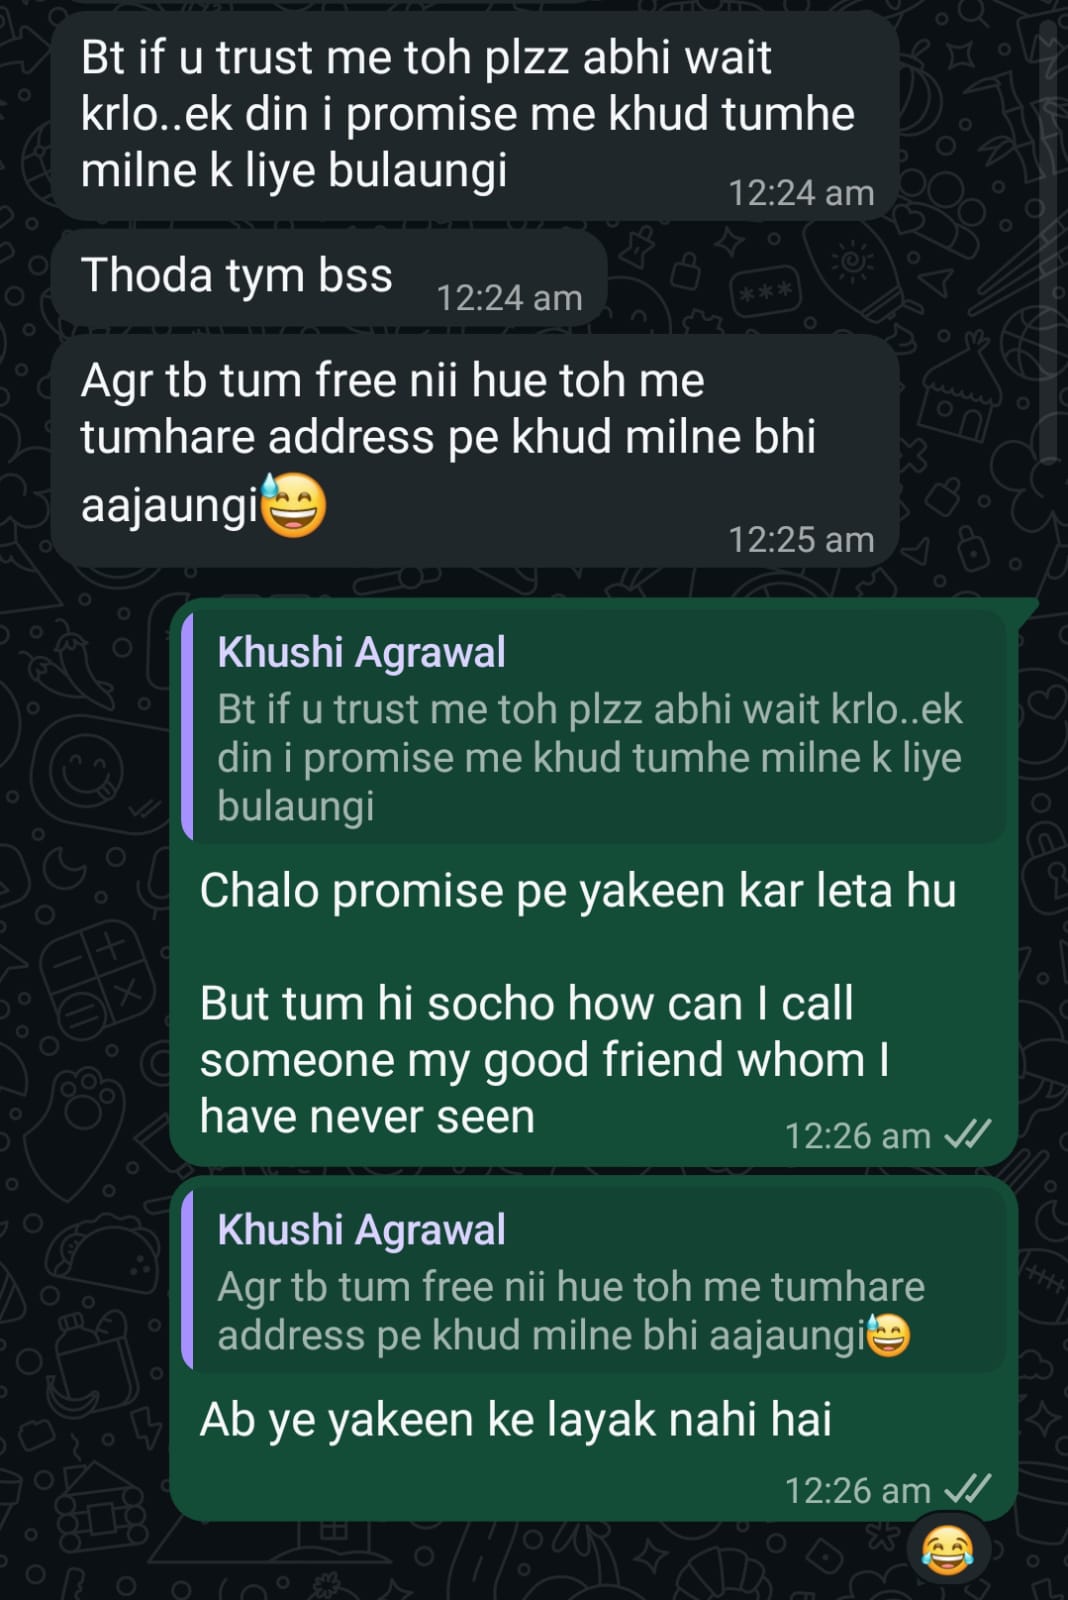 Bt if u trust me toh plzz abhi wait
krlo..ek din i promise me khud tumhe
milne k liye bulaungi
12:24 am
Thoda tym bss
12:24 am
Agr tb tum free nii hue toh me
tumhare address pe khud milne bhi
aajaungi😅
12:25 am
Khushi Agrawal
Bt if u trust me toh plzz abhi wait krlo..ek
din i promise me khud tumhe milne k liye
bulaungi
Chalo promise pe yakeen kar leta hu
But tum hi socho how can I call
someone my good friend whom I
have never seen
12:26 am
Khushi Agrawal
Agr tb tum free nii hue toh me tumhare
address pe khud milne bhi aajaungi😅
Ab ye yakeen ke layak nahi hai
12:26 am
😂